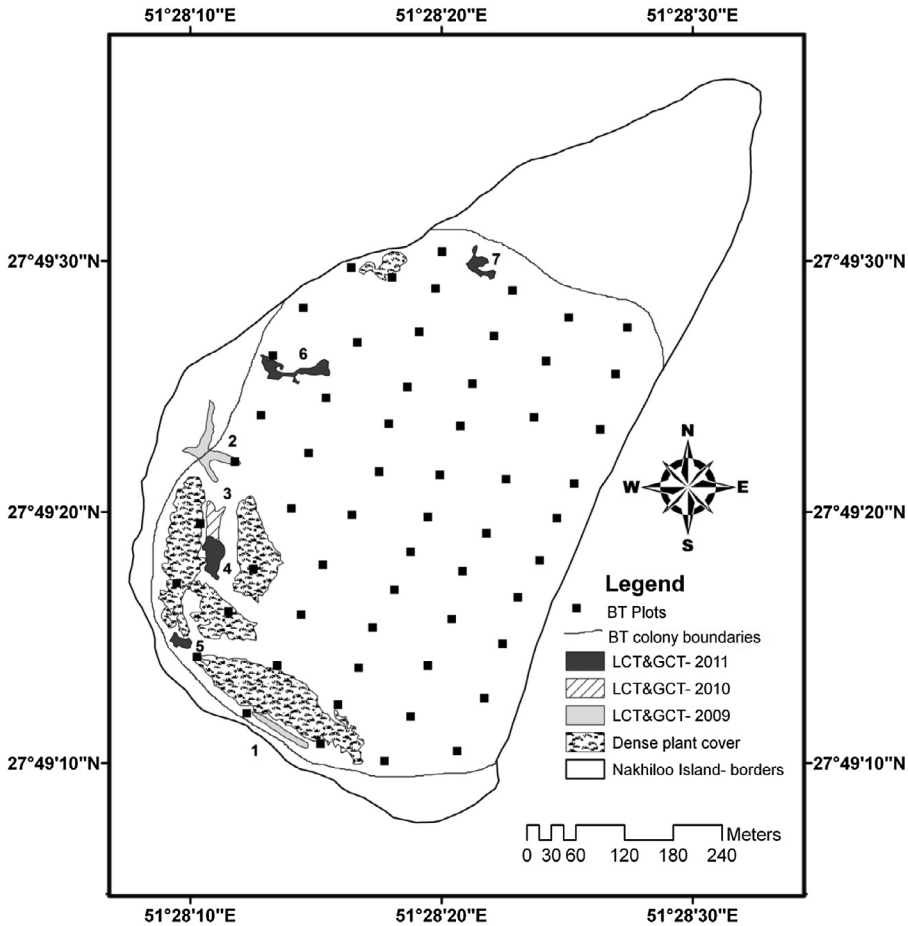 51°28'10"E 51°28'20"E 51°28'30"E
27°49'30"N 27°49'30"N
7
6
2
N
3
27°49'20"N W E 27°49'20"N
S
4
Legend
BT Plots
BT colony boundaries
5
LCT&GCT- 2011
LCT&GCT- 2010
LCT&GCT- 2009
1
Dense plant cover
27°49'10"N Nakhiloo Island- borders 27°49'10"N
Meters
0 30 60 120 180 240
51°28'10"E 51°28'20"E 51°28'30"E